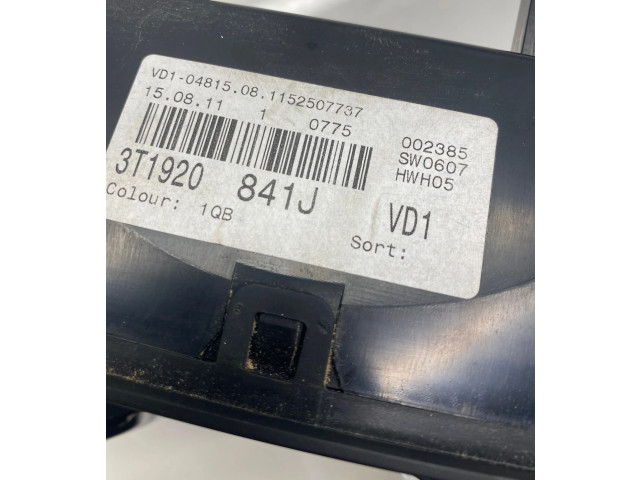 VD1-04815.08.1152507737
15.08.11 1 0775
002385
SW0607
HWH05
3T1920 841J VD1
Colour: 1QB Sort: